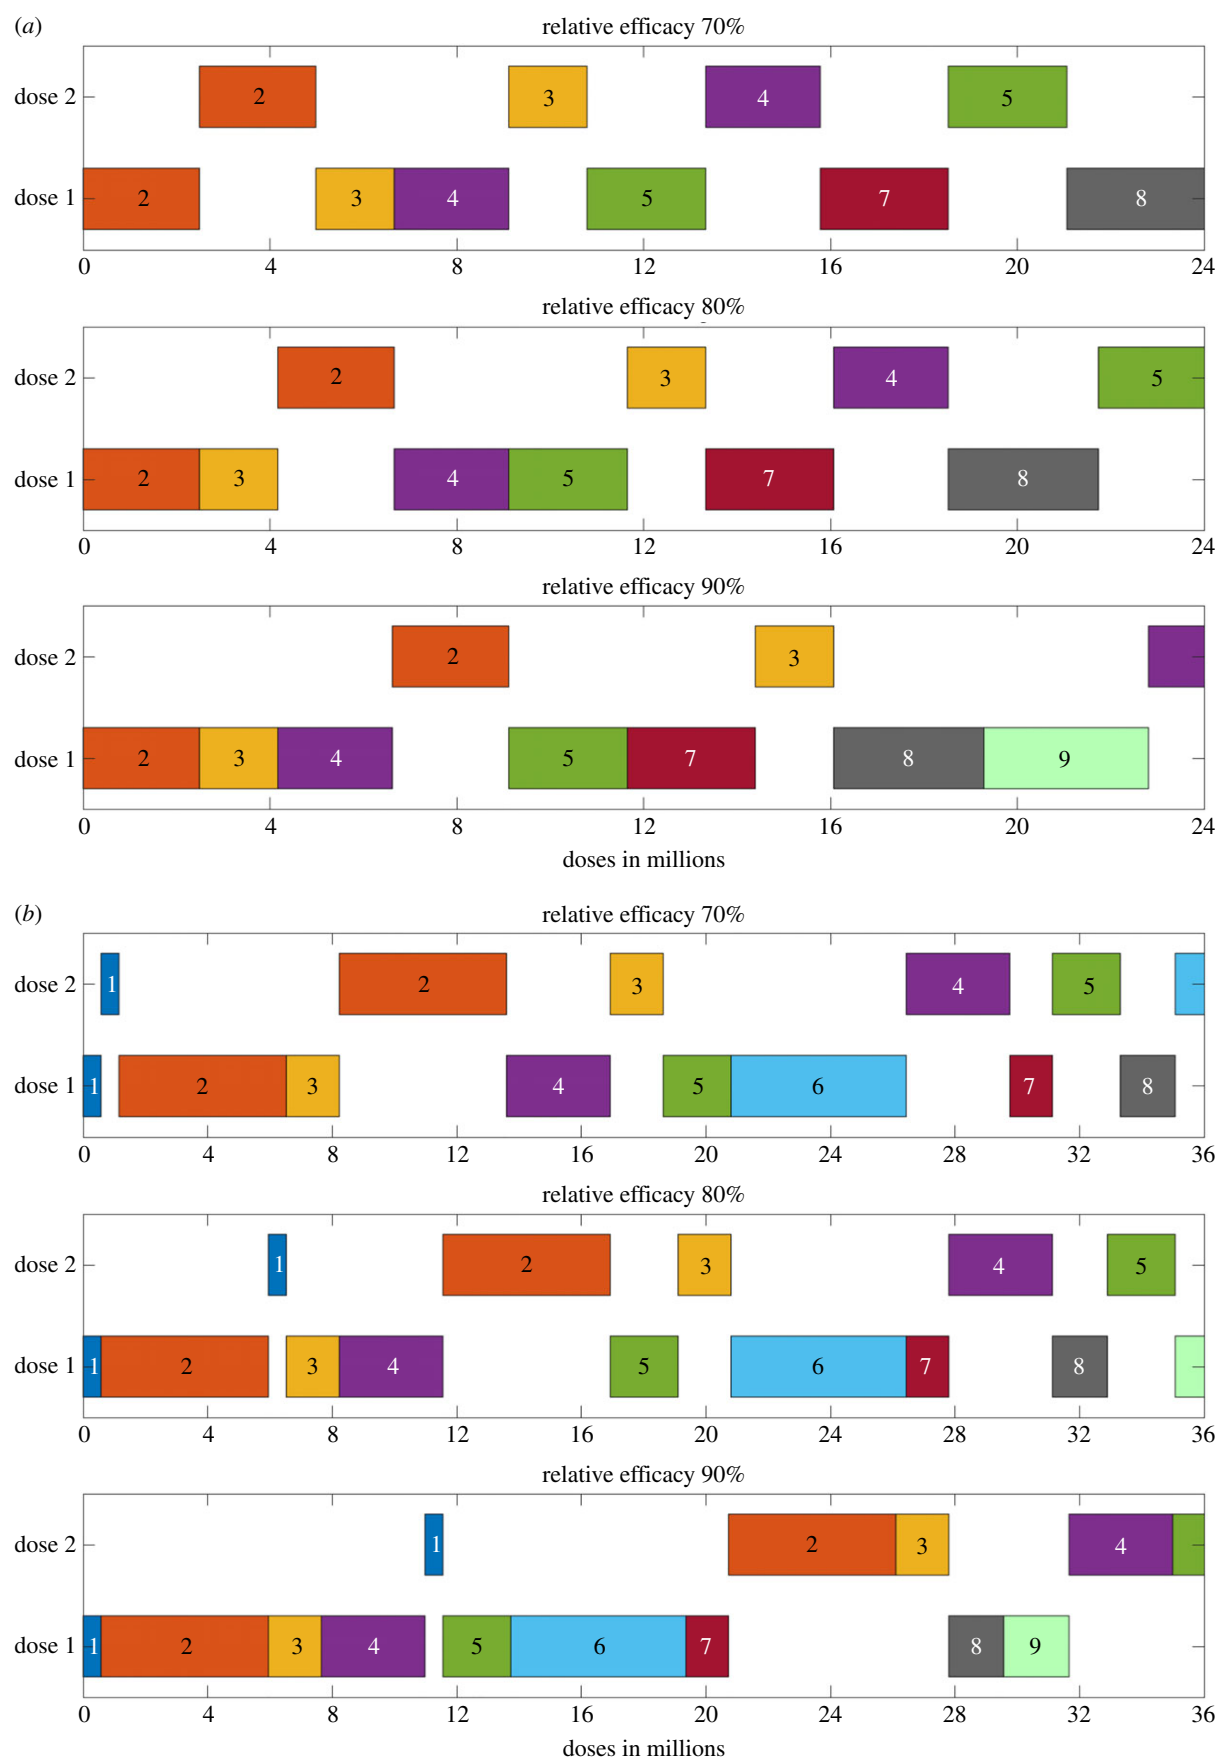 (a)
relative efficacy 70%
dose 2 2 3 4 5
dose 1 2 3 4 5 7 8
0 4 8 12 16 20 24
relative efficacy 80%
dose 2 2 3 4 5
dose 1 2 3 4 5 7 8
0 4 8 12 16 20 24
relative efficacy 90%
dose 2 2 3
dose 1 2 3 4 5 7 8 9
0 4 8 12 16 20 24
doses in millions
(b)
relative efficacy 70%
dose 2 1 2 3 4 5
dose 1 1 2 3 4 5 6 7 8
0 4 8 12 16 20 24 28 32 36
relative efficacy 80%
dose 2 1 2 3 4 5
dose 1 1 2 3 4 5 6 7 8
0 4 8 12 16 20 24 28 32 36
relative efficacy 90%
dose 2 1 2 3 4
dose 1 1 2 3 4 5 6 7 8 9
0 4 8 12 16 20 24 28 32 36
doses in millions